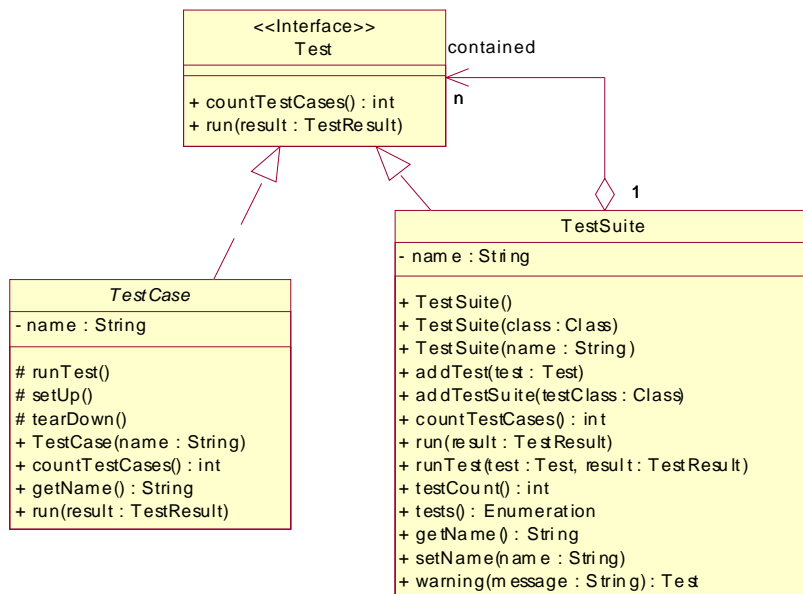 <<Interface>>
Test
+ countTestCases() : int
+ run(result : TestResult)
contained
n
1
TestCase
- name : String
# runTest()
# setUp()
# tearDown()
+ TestCase(name : String)
+ countTestCases() : int
+ getName() : String
+ run(result : TestResult)
TestSuite
- name : String
+ TestSuite()
+ TestSuite(class : Class)
+ TestSuite(name : String)
+ addTest(test : Test)
+ addTestSuite(testClass : Class)
+ countTestCases() : int
+ run(result : TestResult)
+ runTest(test : Test, result : TestResult)
+ testCount() : int
+ tests() : Enumeration
+ getName() : String
+ setName(name : String)
+ warning(message : String) : Test